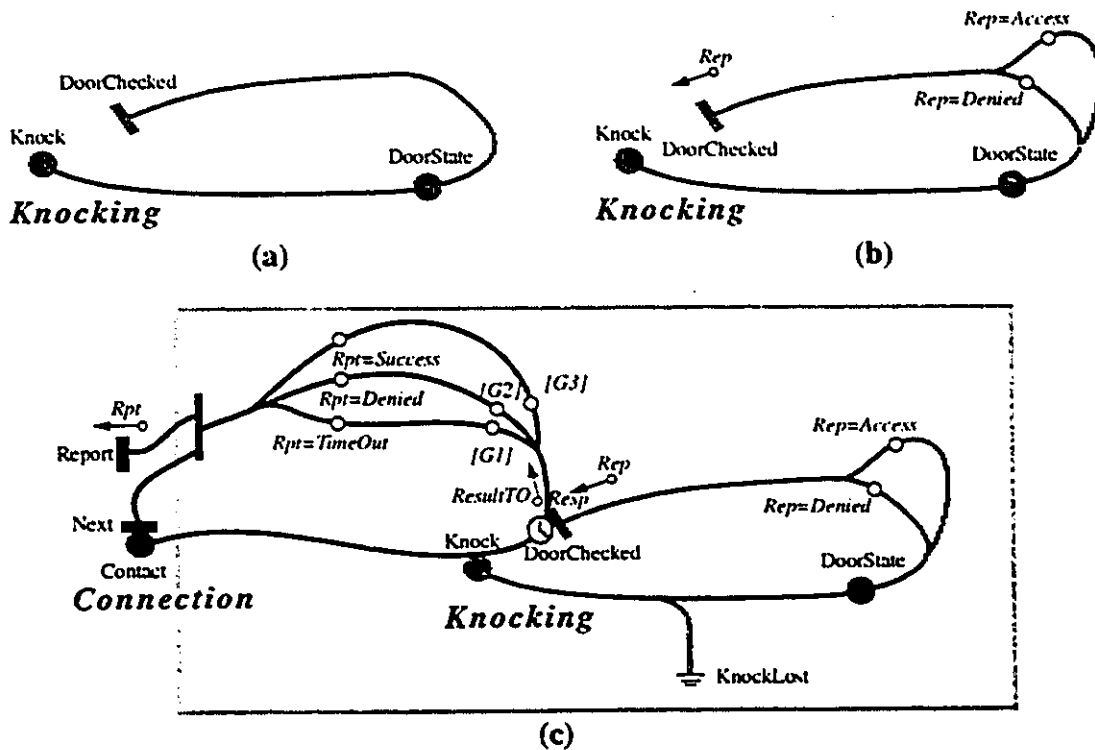 DoorChecked
Knock
DoorState
Knocking
(a)
Rep=Access
Rep
Rep=Denied
Knock
DoorChecked
DoorState
Knocking
(b)
Rpt=Success
[G2]
[G3]
Rpt
Rpt=Denied
Rep=Access
Report
Rpt=TimeOut
[G1]
Rep
ResultTO
Resp
Rep=Denied
Next
Knock
DoorChecked
DoorState
Contact
Connection
Knocking
KnockLost
(c)